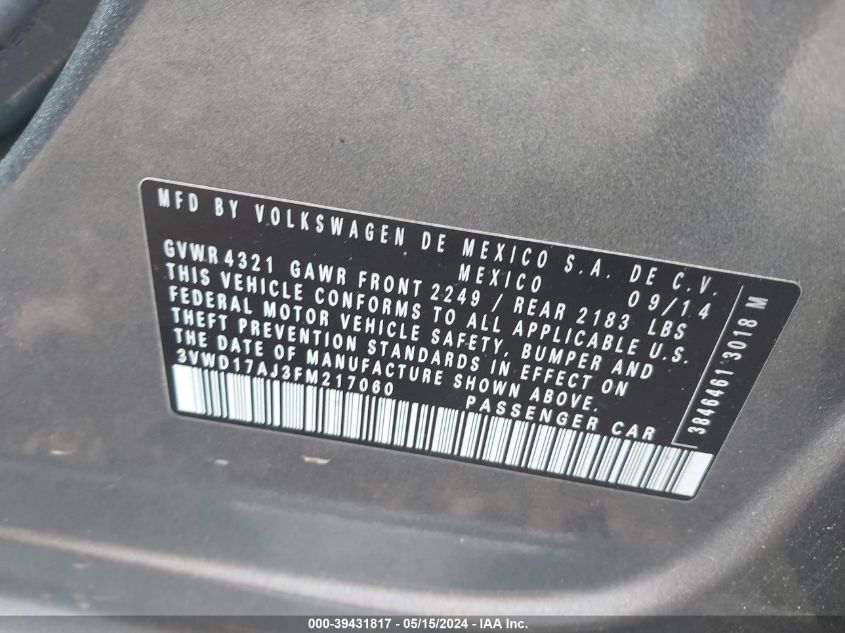 MFD BY VOLKSWAGEN DE MEXICO S.A. DE C.V.
MEXICO 09/14
GVWR 4321 GAWR FRONT 2249 / REAR 2183 LBS
THIS VEHICLE CONFORMS TO ALL APPLICABLE U.S.
FEDERAL MOTOR VEHICLE SAFETY, BUMPER AND
THEFT PREVENTION STANDARDS IN EFFECT ON
THE DATE OF MANUFACTURE SHOWN ABOVE.
3VWD17AJ3FM217060 PASSENGER CAR
3846461 3018 M
000-39431817 - 05/15/2024 - IAA Inc.